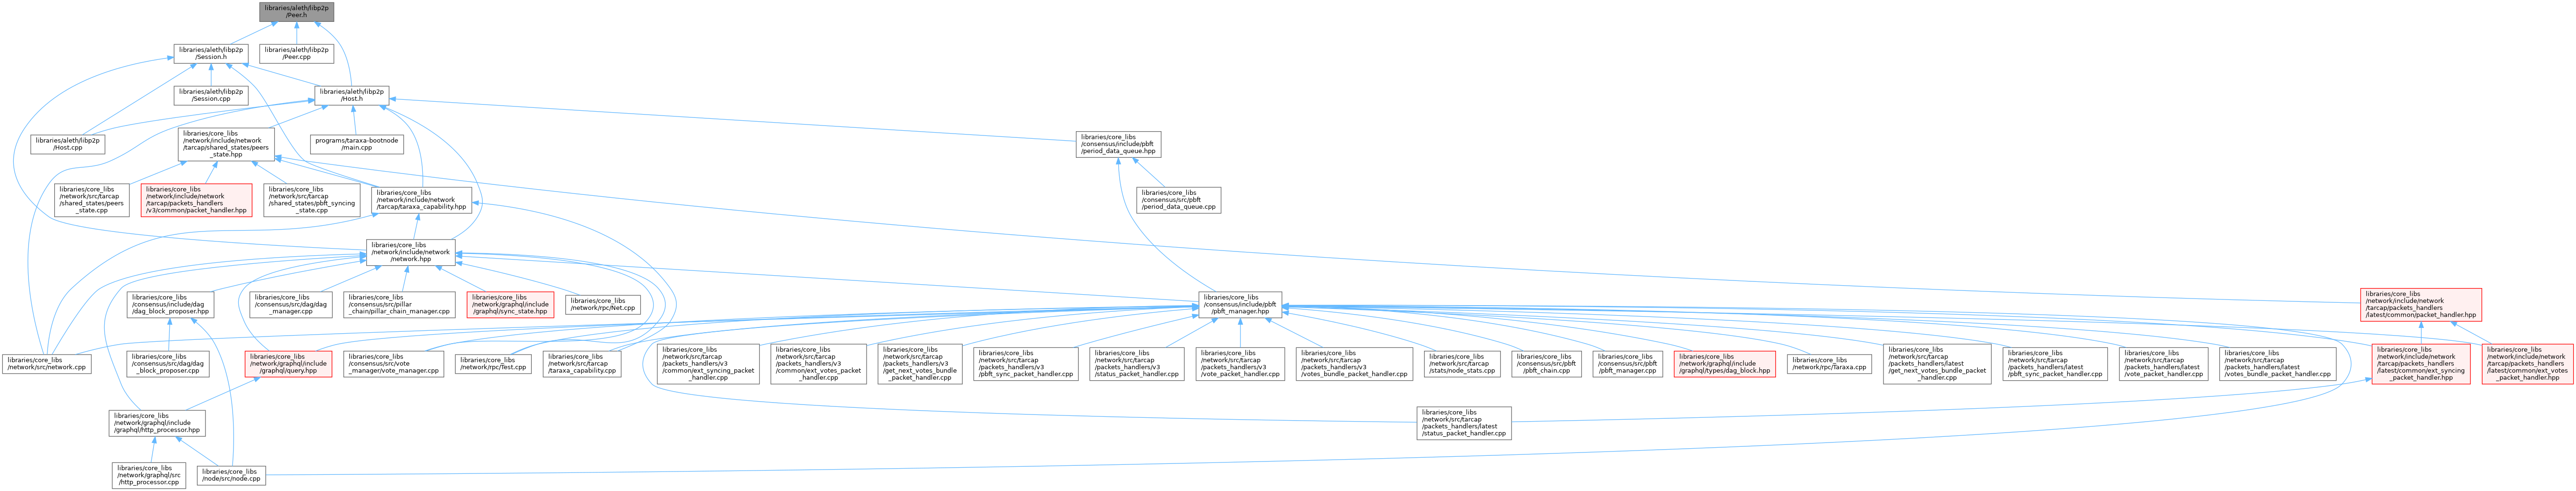 libraries/aleth/libp2p
/Peer.h
libraries/aleth/libp2p
/Session.h
libraries/aleth/libp2p
/Peer.cpp
libraries/aleth/libp2p
/Session.cpp
libraries/aleth/libp2p
/Host.h
libraries/aleth/libp2p
/Host.cpp
libraries/core_libs
/network/include/network
/tarcap/shared_states/peers
_state.hpp
programs/taraxa-bootnode
/main.cpp
libraries/core_libs
/consensus/include/pbft
/period_data_queue.hpp
libraries/core_libs
/network/src/tarcap
/shared_states/peers
_state.cpp
libraries/core_libs
/network/include/network
/tarcap/packets_handlers
/v3/common/packet_handler.hpp
libraries/core_libs
/network/src/tarcap
/shared_states/pbft_syncing
_state.cpp
libraries/core_libs
/network/include/network
/tarcap/taraxa_capability.hpp
libraries/core_libs
/consensus/src/pbft
/period_data_queue.cpp
libraries/core_libs
/network/include/network
/network.hpp
libraries/core_libs
/consensus/include/dag
/dag_block_proposer.hpp
libraries/core_libs
/consensus/src/dag/dag
_manager.cpp
libraries/core_libs
/consensus/src/pillar
_chain/pillar_chain_manager.cpp
libraries/core_libs
/network/graphql/include
/graphql/sync_state.hpp
libraries/core_libs
/network/rpc/Net.cpp
libraries/core_libs
/consensus/include/pbft
/pbft_manager.hpp
libraries/core_libs
/network/include/network
/tarcap/packets_handlers
/latest/common/packet_handler.hpp
libraries/core_libs
/network/src/network.cpp
libraries/core_libs
/consensus/src/dag/dag
_block_proposer.cpp
libraries/core_libs
/network/graphql/include
/graphql/query.hpp
libraries/core_libs
/consensus/src/vote
_manager/vote_manager.cpp
libraries/core_libs
/network/rpc/Test.cpp
libraries/core_libs
/network/src/tarcap
/taraxa_capability.cpp
libraries/core_libs
/network/src/tarcap
/packets_handlers/v3
/common/ext_syncing_packet
_handler.cpp
libraries/core_libs
/network/src/tarcap
/packets_handlers/v3
/common/ext_votes_packet
_handler.cpp
libraries/core_libs
/network/src/tarcap
/packets_handlers/v3
/get_next_votes_bundle
_packet_handler.cpp
libraries/core_libs
/network/src/tarcap
/packets_handlers/v3
/pbft_sync_packet_handler.cpp
libraries/core_libs
/network/src/tarcap
/packets_handlers/v3
/status_packet_handler.cpp
libraries/core_libs
/network/src/tarcap
/packets_handlers/v3
/vote_packet_handler.cpp
libraries/core_libs
/network/src/tarcap
/packets_handlers/v3
/votes_bundle_packet_handler.cpp
libraries/core_libs
/network/src/tarcap
/stats/node_stats.cpp
libraries/core_libs
/consensus/src/pbft
/pbft_chain.cpp
libraries/core_libs
/consensus/src/pbft
/pbft_manager.cpp
libraries/core_libs
/network/graphql/include
/graphql/types/dag_block.hpp
libraries/core_libs
/network/rpc/Taraxa.cpp
libraries/core_libs
/network/src/tarcap
/packets_handlers/latest
/get_next_votes_bundle_packet
_handler.cpp
libraries/core_libs
/network/src/tarcap
/packets_handlers/latest
/pbft_sync_packet_handler.cpp
libraries/core_libs
/network/src/tarcap
/packets_handlers/latest
/vote_packet_handler.cpp
libraries/core_libs
/network/src/tarcap
/packets_handlers/latest
/votes_bundle_packet_handler.cpp
libraries/core_libs
/network/include/network
/tarcap/packets_handlers
/latest/common/ext_syncing
_packet_handler.hpp
libraries/core_libs
/network/include/network
/tarcap/packets_handlers
/latest/common/ext_votes
_packet_handler.hpp
libraries/core_libs
/network/graphql/include
/graphql/http_processor.hpp
libraries/core_libs
/network/src/tarcap
/packets_handlers/latest
/status_packet_handler.cpp
libraries/core_libs
/network/graphql/src
/http_processor.cpp
libraries/core_libs
/node/src/node.cpp